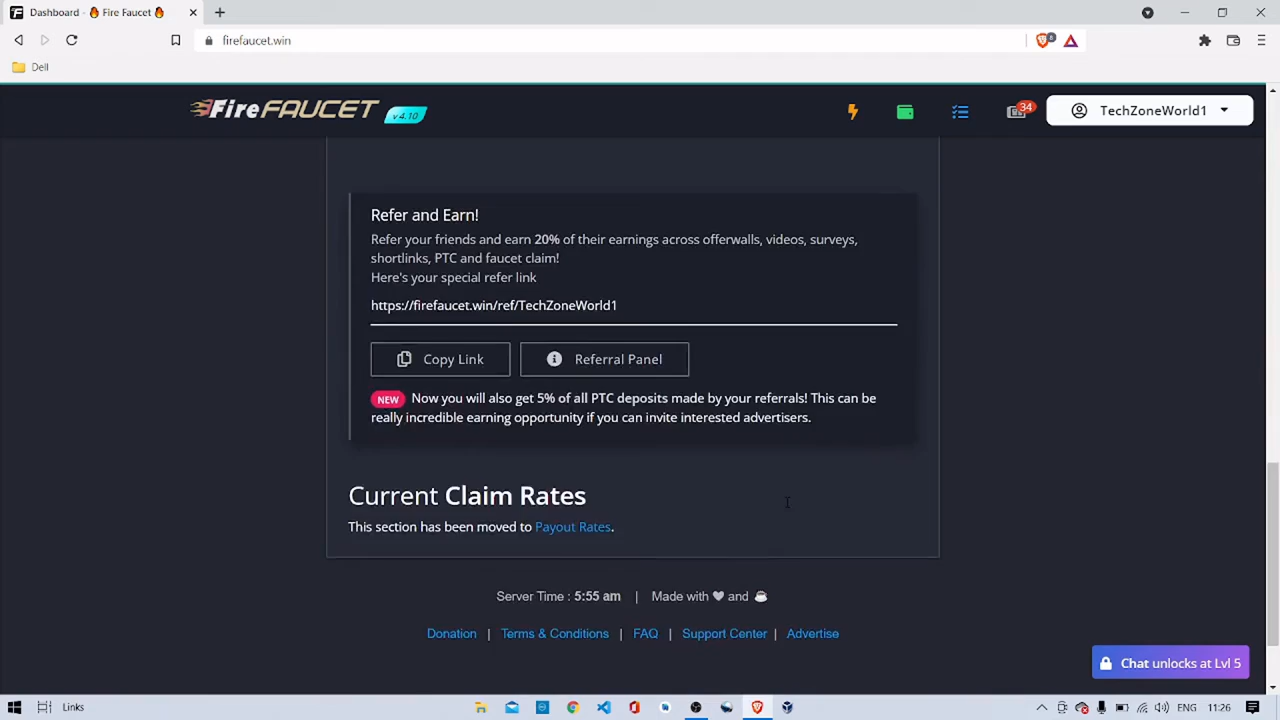 Dashboard - 🔥 Fire Faucet 🔥
firefaucet.win
6
Dell
FireFAUCET v4.10
34
TechZoneWorld1
Refer and Earn!
Refer your friends and earn 20% of their earnings across offerwalls, videos, surveys,
shortlinks, PTC and faucet claim!
Here's your special refer link
https://firefaucet.win/ref/TechZoneWorld1
Copy Link
Referral Panel
NEW Now you will also get 5% of all PTC deposits made by your referrals! This can be
really incredible earning opportunity if you can invite interested advertisers.
Current Claim Rates
This section has been moved to Payout Rates.
Server Time : 5:55 am | Made with ❤ and ☕
Donation | Terms & Conditions | FAQ | Support Center | Advertise
Chat unlocks at Lvl 5
Links
ENG
11:26